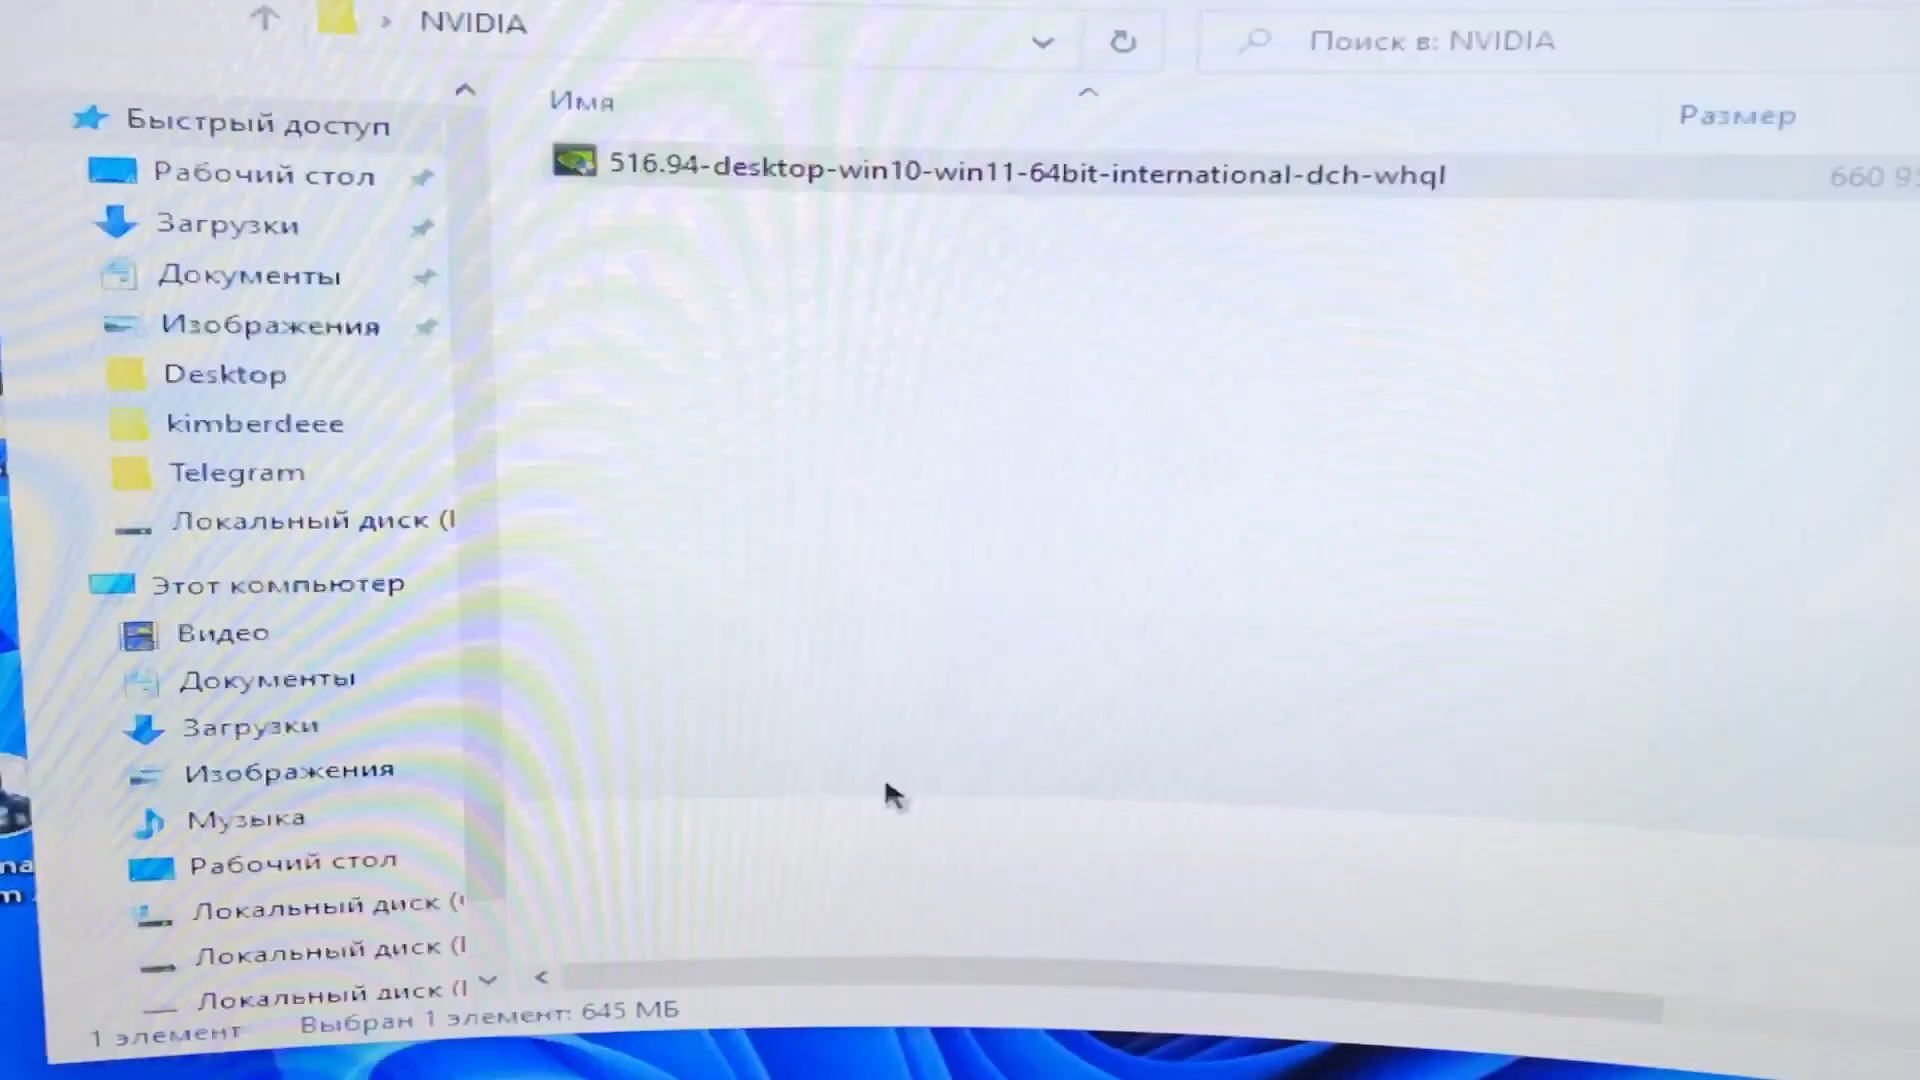 NVIDIA
Поиск в: NVIDIA
Имя
Размер
516.94-desktop-win10-win11-64bit-international-dch-whql
660
Быстрый доступ
Рабочий стол
Загрузки
Документы
Изображения
Desktop
kimberdeee
Telegram
Локальный диск (
Этот компьютер
Видео
Документы
Загрузки
Изображения
Музыка
Рабочий стол
Локальный диск (
Локальный диск (
Локальный диск (
1 элемент
Выбран 1 элемент: 645 МБ